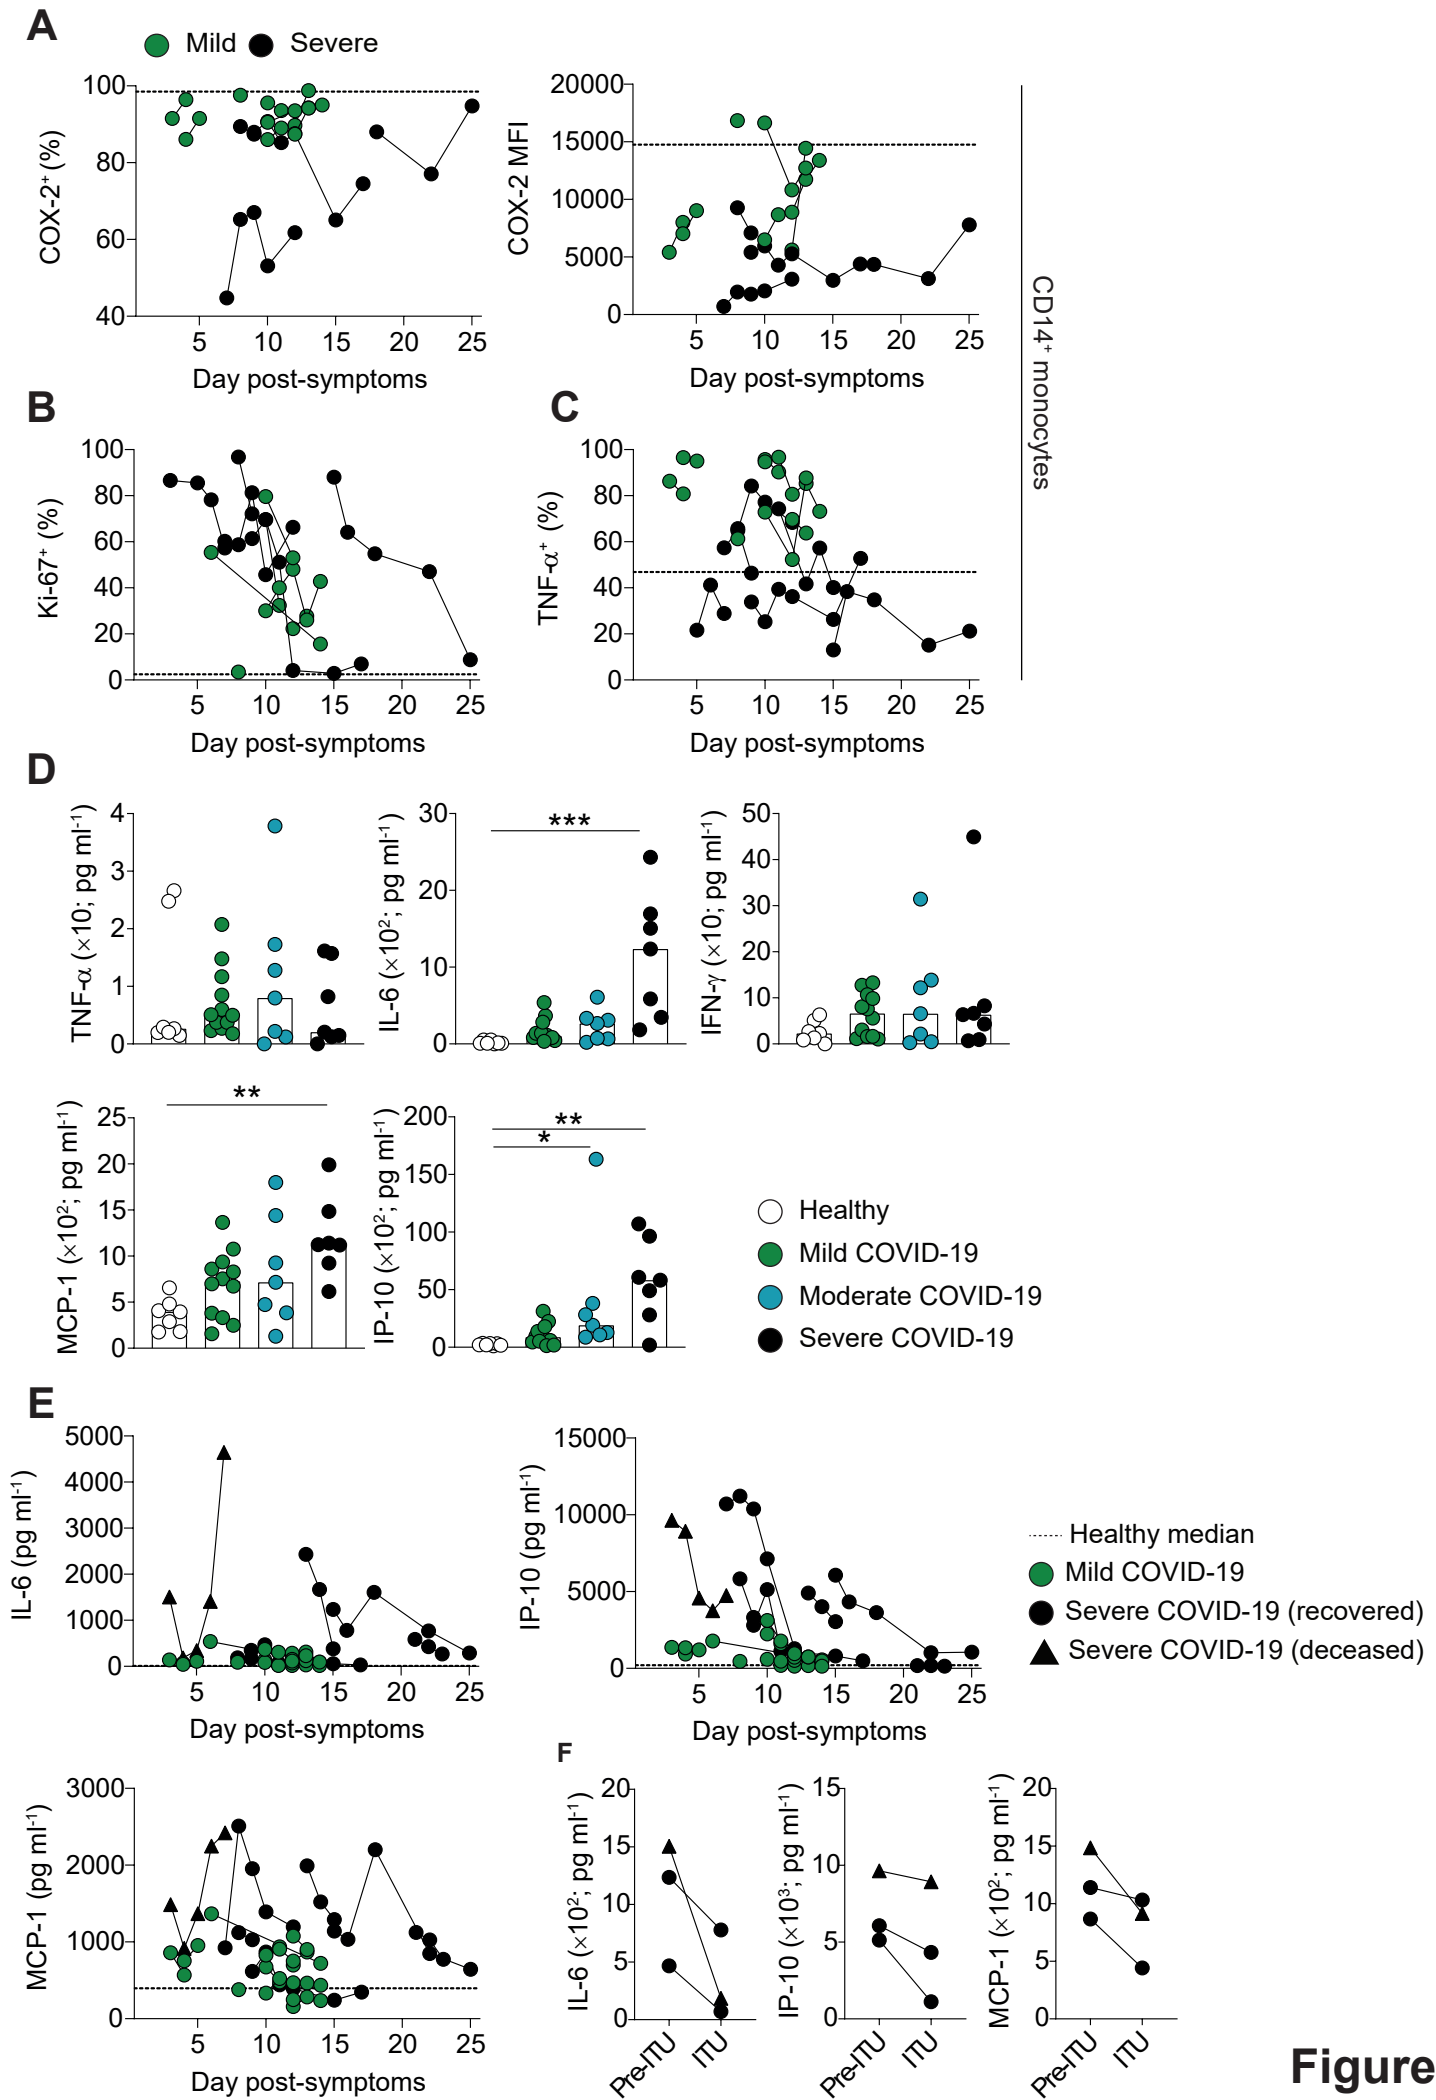 A
Mild Severe
COX-2⁺ (%)
100
80
60
40
5 10 15 20 25
Day post-symptoms
COX-2 MFI
20000
15000
10000
5000
0
5 10 15 20 25
Day post-symptoms
CD14⁺ monocytes
B
Ki-67⁺ (%)
100
80
60
40
20
0
5 10 15 20 25
Day post-symptoms
C
TNF-α⁺ (%)
100
80
60
40
20
0
5 10 15 20 25
Day post-symptoms
D
TNF-α (×10; pg ml⁻¹)
4
3
2
1
0
IL-6 (×10²; pg ml⁻¹)
30
20
10
0
***
IFN-γ (×10; pg ml⁻¹)
50
40
30
20
10
0
MCP-1 (×10²; pg ml⁻¹)
25
20
15
10
5
0
**
IP-10 (×10²; pg ml⁻¹)
200
150
100
50
0
**
*
Healthy
Mild COVID-19
Moderate COVID-19
Severe COVID-19
E
IL-6 (pg ml⁻¹)
5000
4000
3000
2000
1000
0
5 10 15 20 25
Day post-symptoms
IP-10 (pg ml⁻¹)
15000
10000
5000
0
5 10 15 20 25
Day post-symptoms
Healthy median
Mild COVID-19
Severe COVID-19 (recovered)
Severe COVID-19 (deceased)
MCP-1 (pg ml⁻¹)
3000
2000
1000
0
5 10 15 20 25
Day post-symptoms
F
IL-6 (×10²; pg ml⁻¹)
20
15
10
5
0
Pre-ITU
ITU
IP-10 (×10³; pg ml⁻¹)
15
10
5
0
Pre-ITU
ITU
MCP-1 (×10²; pg ml⁻¹)
20
15
10
5
0
Pre-ITU
ITU
Figure